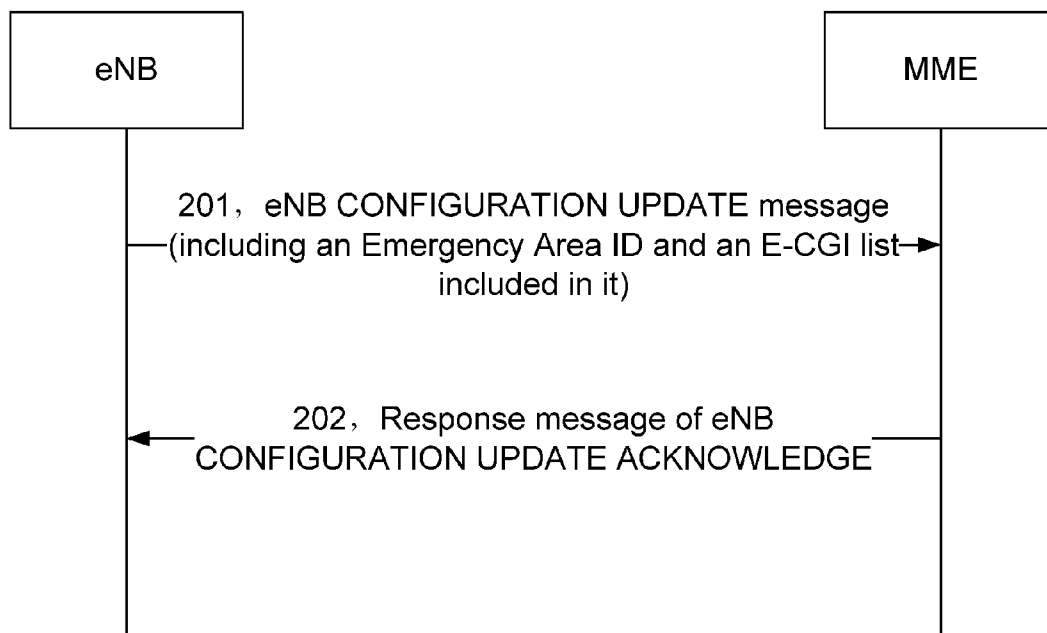 eNB
MME
201，eNB CONFIGURATION UPDATE message
(including an Emergency Area ID and an E-CGI list
included in it)
202，Response message of eNB
CONFIGURATION UPDATE ACKNOWLEDGE